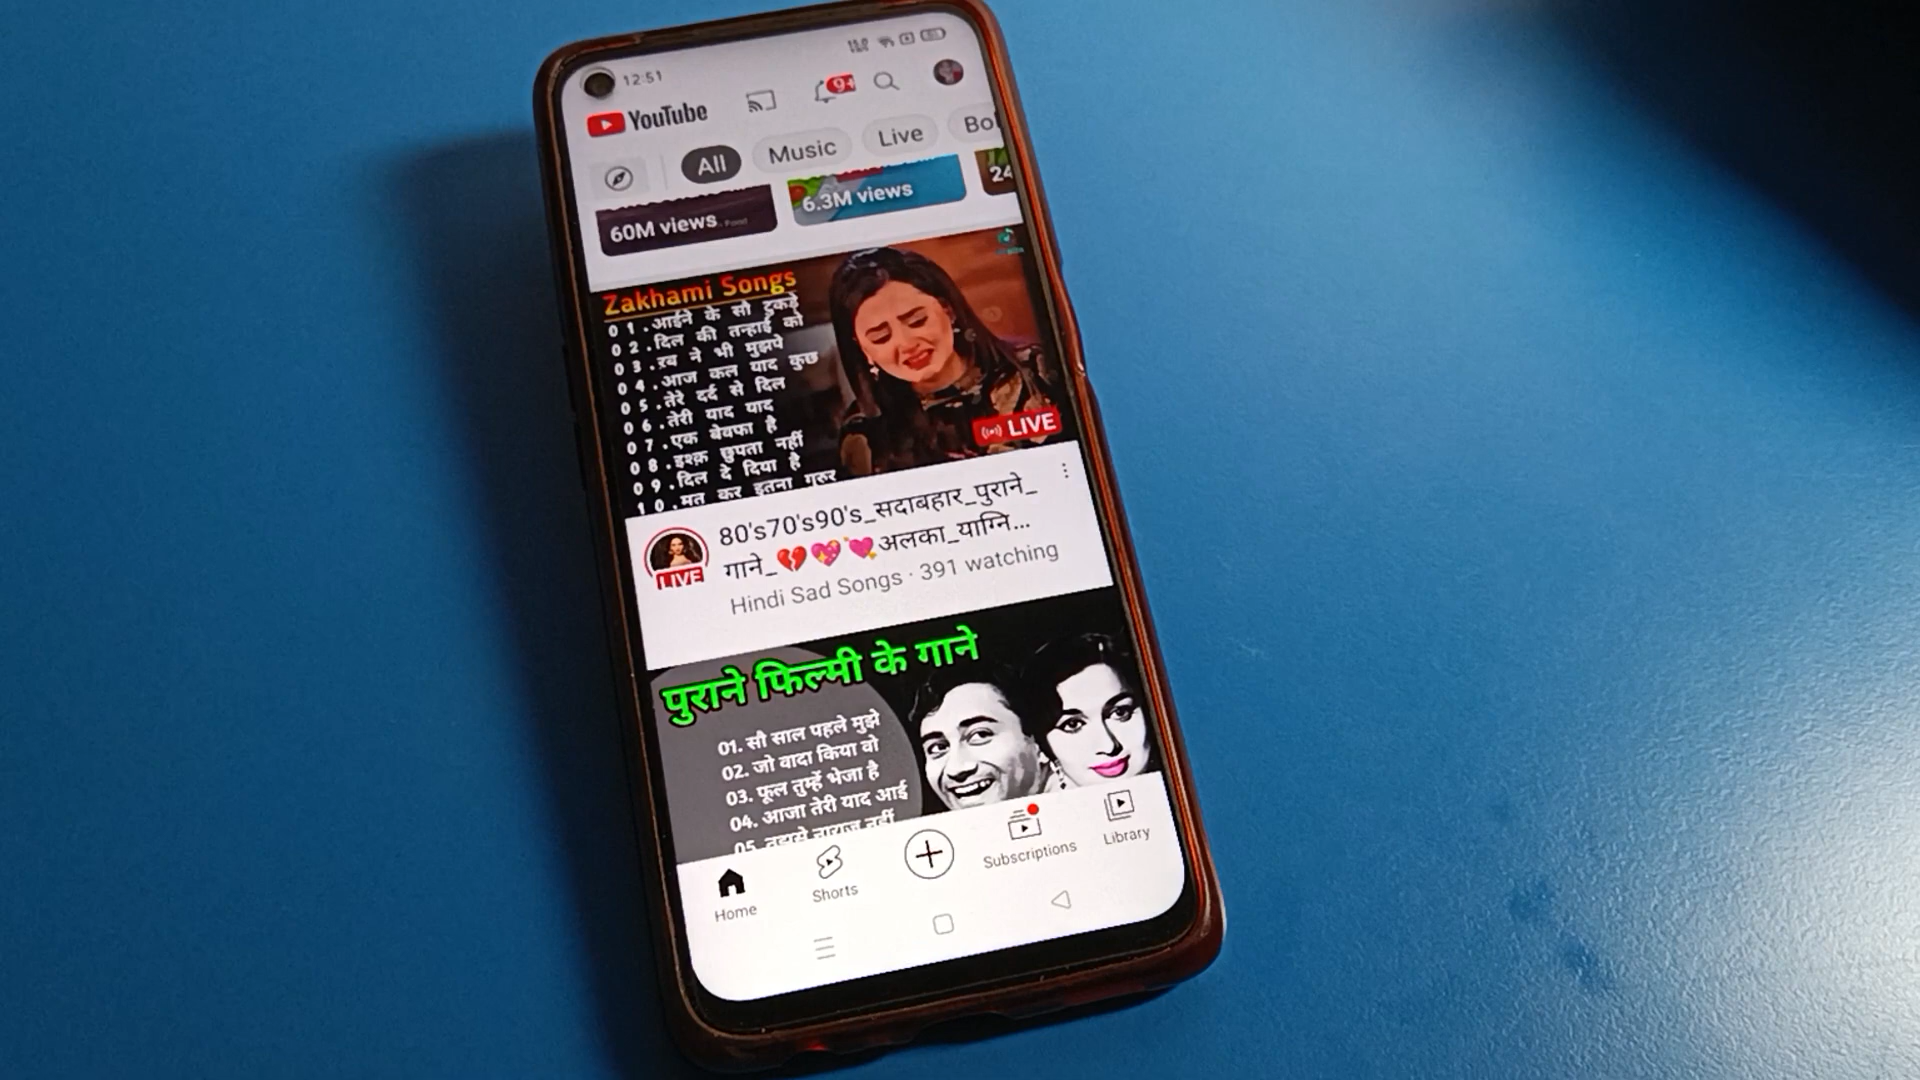 12:51
YouTube
9+
All
Music
Live
60M views
6.3M views
24
Zakhami Songs
01.आईने के सौ टुकड़े
02.दिल की तन्हाई को
03.रब ने भी मुझपे
04.आज कल याद कुछ
05.तेरे दर्द से दिल
06.तेरी याद याद
07.एक बेवफा है
08.इश्क़ छुपता नहीं
09.दिल दे दिया है
10.मत कर इतना गुरुर
LIVE
80's70's90's_सदाबहार_पुराने_
गाने_💔💖💘अलका_याग्नि...
LIVE
Hindi Sad Songs · 391 watching
पुराने फिल्मी के गाने
01. सौ साल पहले मुझे
02. जो वादा किया वो
03. फूल तुम्हें भेजा है
04. आजा तेरी याद आई
05.
Home
Shorts
Subscriptions
Library